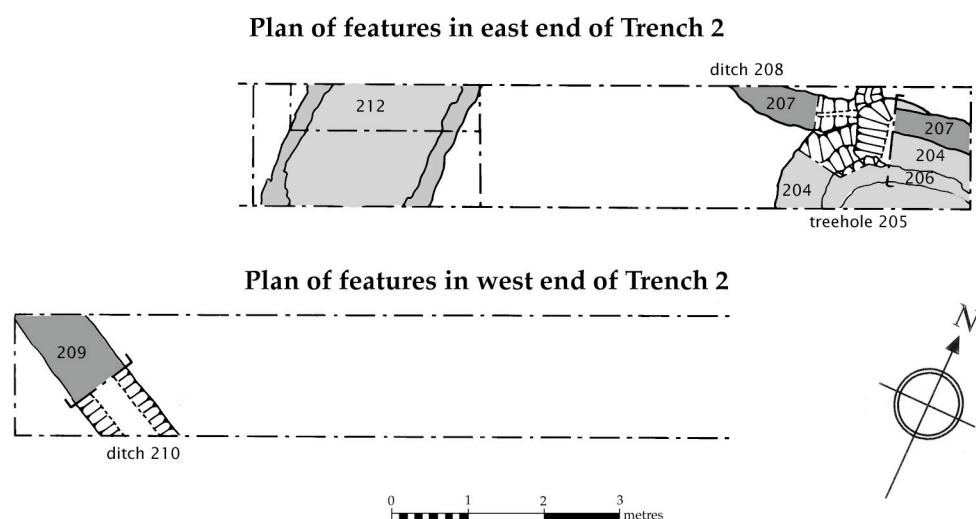 Plan of features in east end of Trench 2
ditch 208
212
207
207
204
204
206
treehole 205
Plan of features in west end of Trench 2
209
ditch 210
N
0 1 2 3
metres